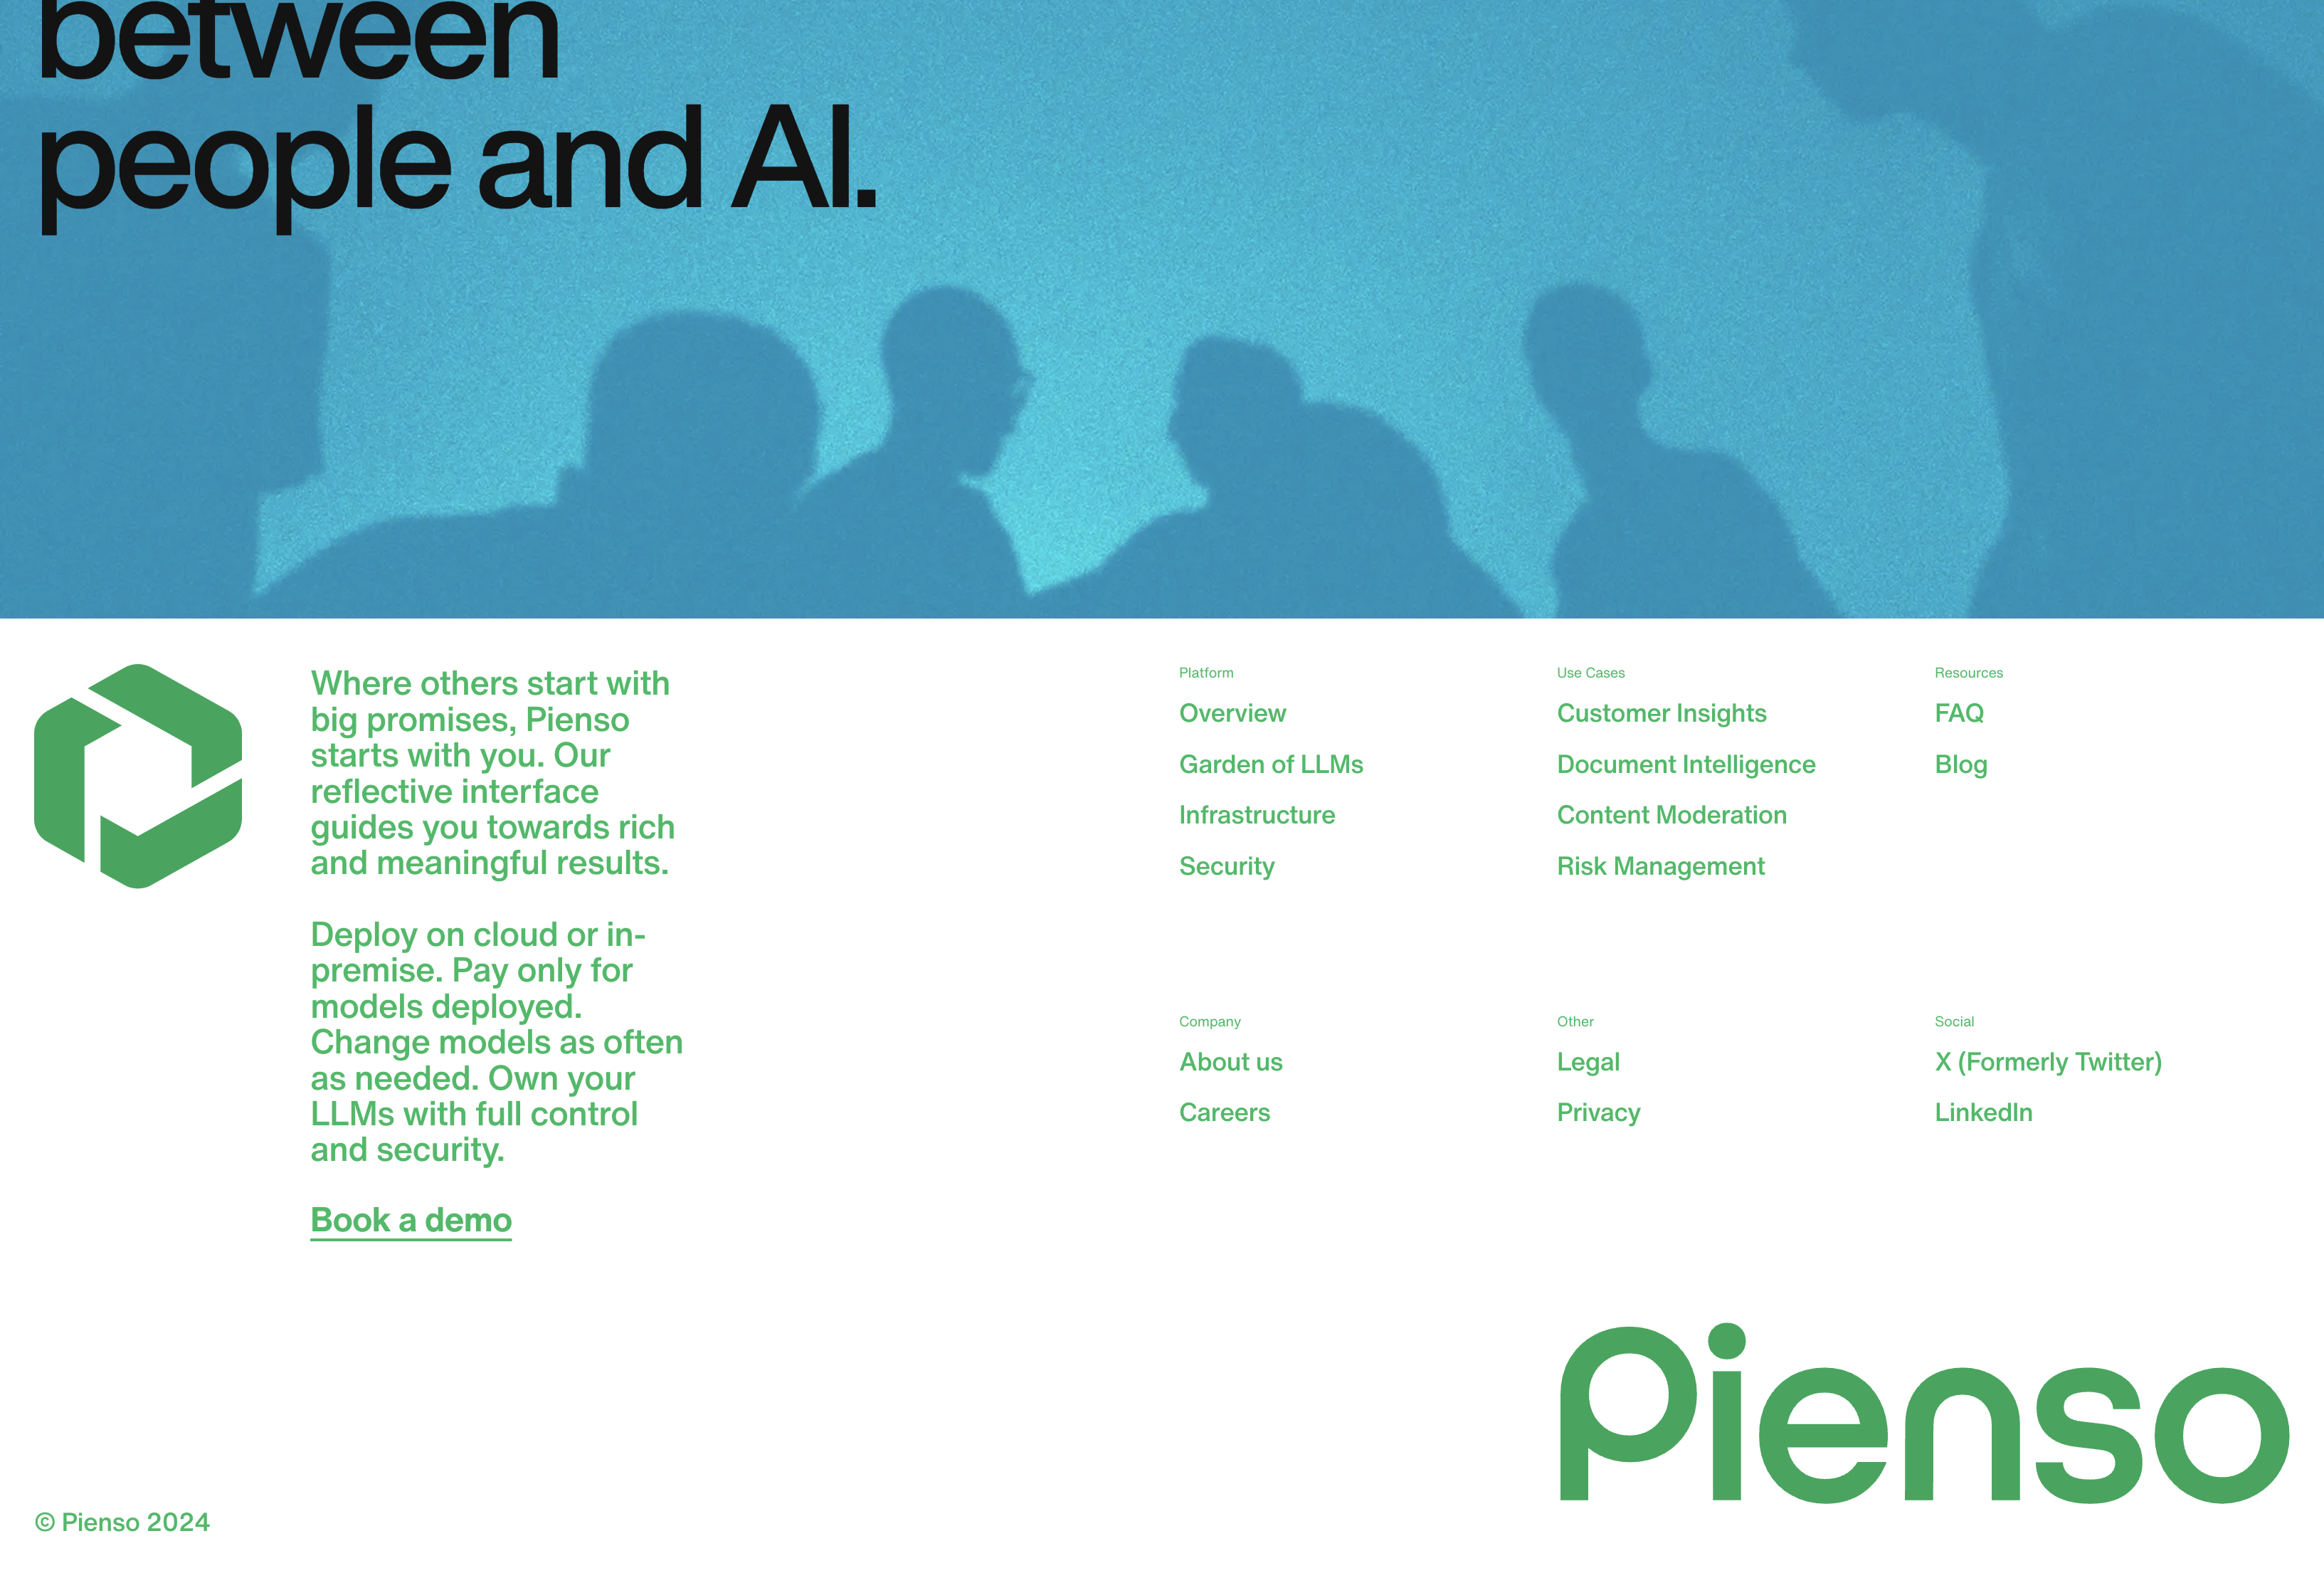 between
people and AI.
Where others start with
big promises, Pienso
starts with you. Our
reflective interface
guides you towards rich
and meaningful results.
Deploy on cloud or in-
premise. Pay only for
models deployed.
Change models as often
as needed. Own your
LLMs with full control
and security.
Book a demo
Platform
Overview
Garden of LLMs
Infrastructure
Security
Use Cases
Customer Insights
Document Intelligence
Content Moderation
Risk Management
Resources
FAQ
Blog
Company
About us
Careers
Other
Legal
Privacy
Social
X (Formerly Twitter)
LinkedIn
Pienso
© Pienso 2024